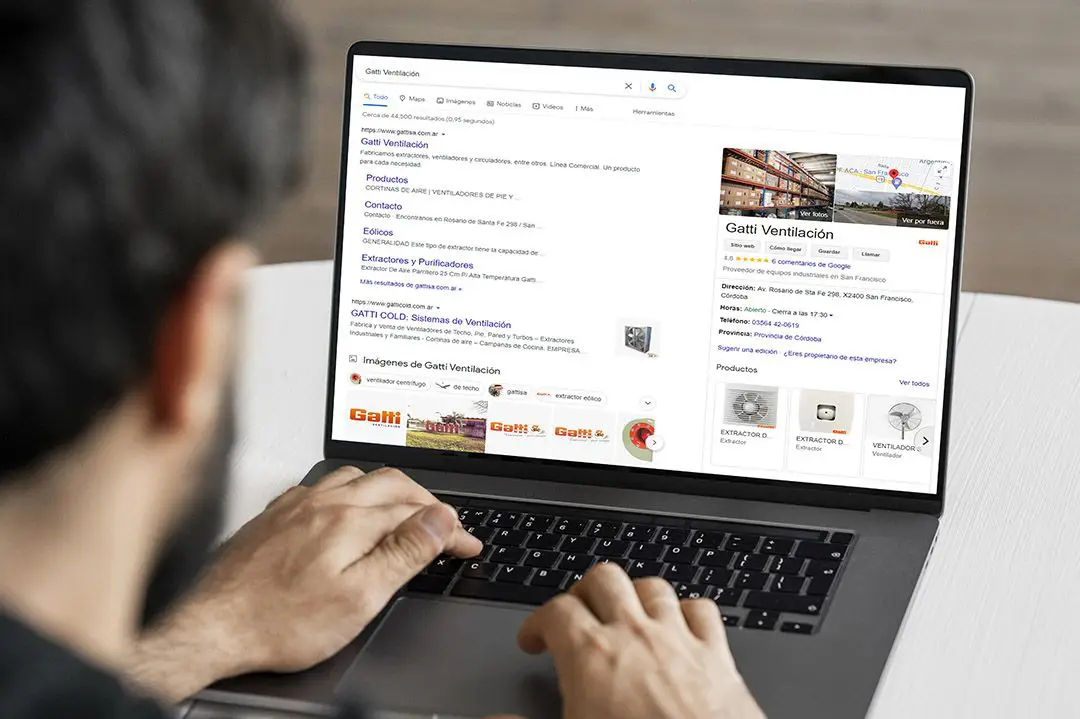 Gatti Ventilación
Todo
Maps
Imágenes
Noticias
Videos
Más
Herramientas
Cerca de 44,500 resultados (0,95 segundos)
https://www.gattisa.com.ar
Gatti Ventilación
Fabricamos extractores, ventiladores y circuladores, entre otros. Línea Comercial. Un producto
para cada necesidad.
Productos
CORTINAS DE AIRE | VENTILADORES DE PIE Y ...
Contacto
Contacto · Encontranos en Rosario de Santa Fe 298 / San ...
Eólicos
GENERALIDAD Este tipo de extractor tiene la capacidad de...
Extractores y Purificadores
Extractor De Aire Parrillero 25 Cm P/ Alta Temperatura Gatti...
Más resultados de gattisa.com.ar »
https://www.gatticold.com.ar
GATTI COLD: Sistemas de Ventilación
Fabrica y Venta de Ventiladores de Techo, Pie, Pared y Turbos – Extractores
Industriales y Familiares - Cortinas de aire – Campanas de Cocina. EMPRESA...
Imágenes de Gatti Ventilación
ventilador centrífugo
de techo
gattisa
extractor eólico
Gatti
VENTILACIÓN
Gatti
Gatti
Gatti
Ver fotos
ACA - San Fra
Italia
Argentin
Ver por fuera
Gatti Ventilación
Gatti
Sitio web
Cómo llegar
Guardar
Llamar
4,6
6 comentarios de Google
Proveedor de equipos industriales en San Francisco
Dirección: Av. Rosario de Sta Fe 298, X2400 San Francisco,
Córdoba
Horas: Abierto · Cierra a las 17:30
Teléfono: 03564 42-0619
Provincia: Provincia de Córdoba
Sugerir una edición · ¿Eres propietario de esta empresa?
Productos
Ver todos
EXTRACTOR D...
Extractor
EXTRACTOR D...
Extractor
VENTILADOR
Ventilador